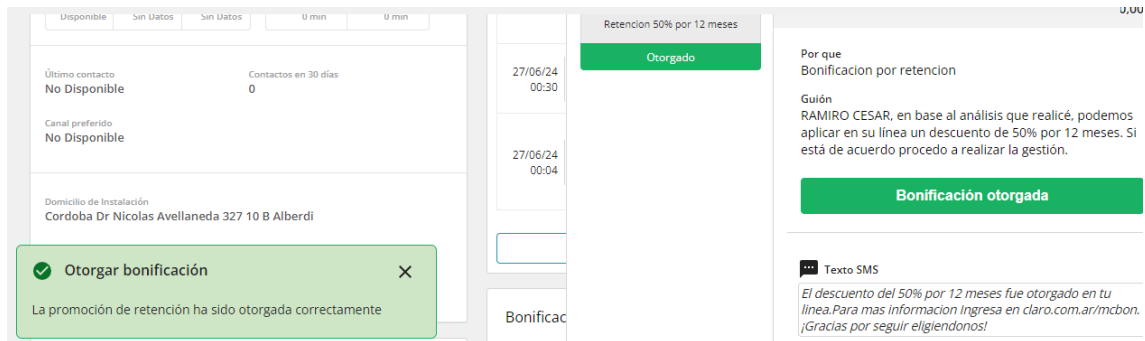 Disponible Sin Datos Sin Datos 0 min 0 min
Último contacto
No Disponible
Contactos en 30 días
0
Canal preferido
No Disponible
Domicilio de Instalación
Cordoba Dr Nicolas Avellaneda 327 10 B Alberdi
Otorgar bonificación
La promoción de retención ha sido otorgada correctamente
27/06/24
00:30
27/06/24
00:04
Bonificac
Retencion 50% por 12 meses
Otorgado
0,00
Por que
Bonificacion por retencion
Guión
RAMIRO CESAR, en base al análisis que realicé, podemos
aplicar en su línea un descuento de 50% por 12 meses. Si
está de acuerdo procedo a realizar la gestión.
Bonificación otorgada
Texto SMS
El descuento del 50% por 12 meses fue otorgado en tu
linea.Para mas informacion Ingresa en claro.com.ar/mcbon.
¡Gracias por seguir eligiendonos!